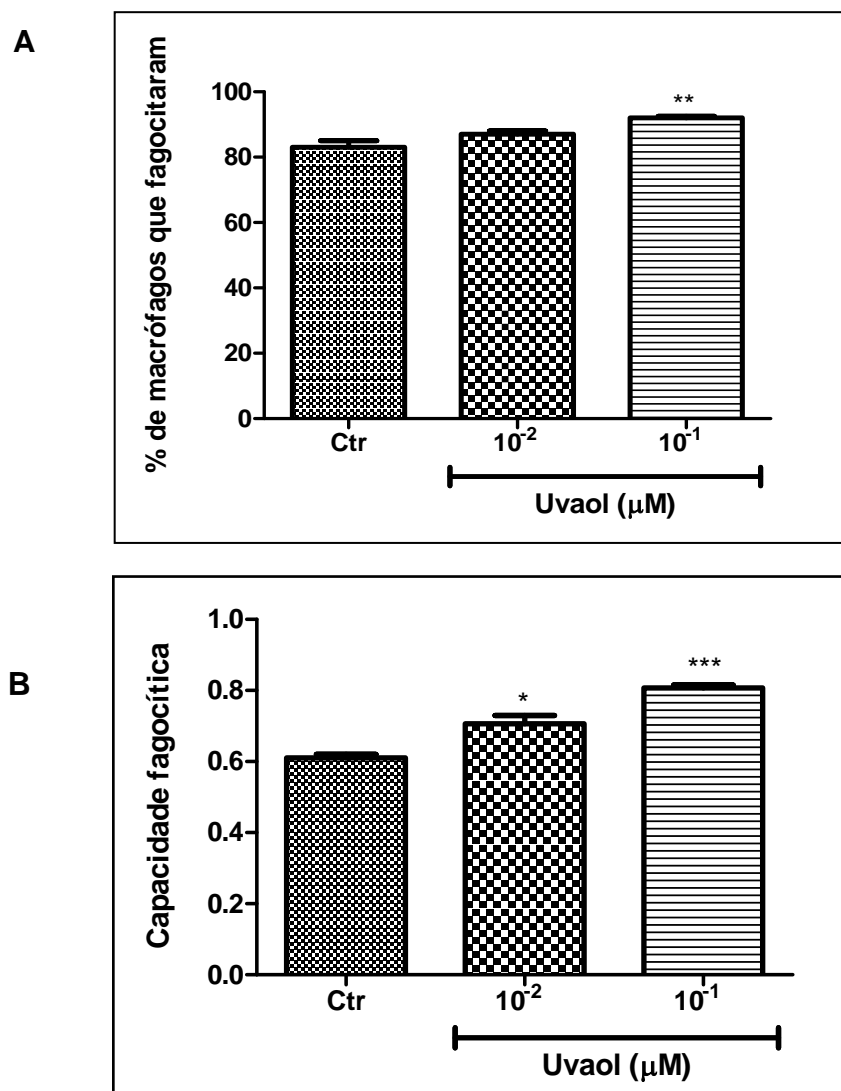 A
% de macrófagos que fagocitaram
100
80
60
40
20
0
**
Ctr
10⁻²
10⁻¹
Uvaol (μM)
B
Capacidade fagocítica
1.0
0.8
0.6
0.4
0.2
0.0
*
***
Ctr
10⁻²
10⁻¹
Uvaol (μM)